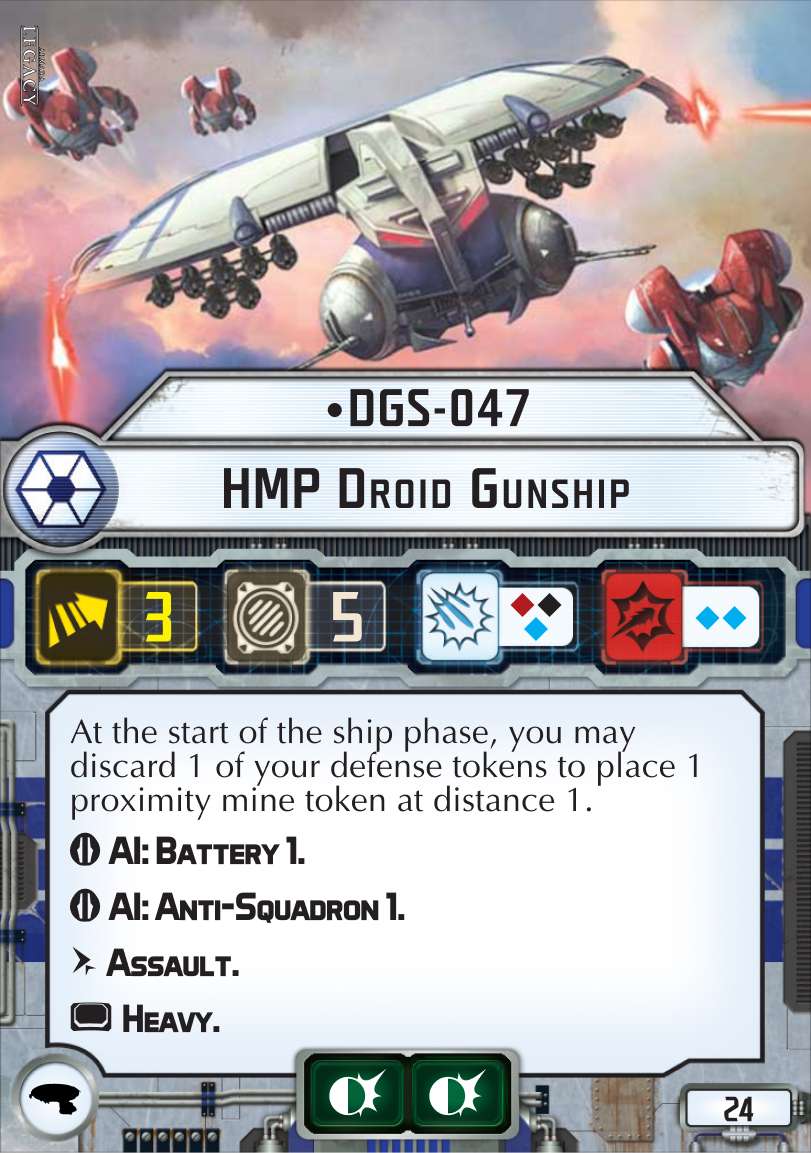 ARMADA
LEGACY
•DGS-047
HMP DROID GUNSHIP
3
5
At the start of the ship phase, you may
discard 1 of your defense tokens to place 1
proximity mine token at distance 1.
AI: BATTERY 1.
AI: ANTI-SQUADRON 1.
ASSAULT.
HEAVY.
24